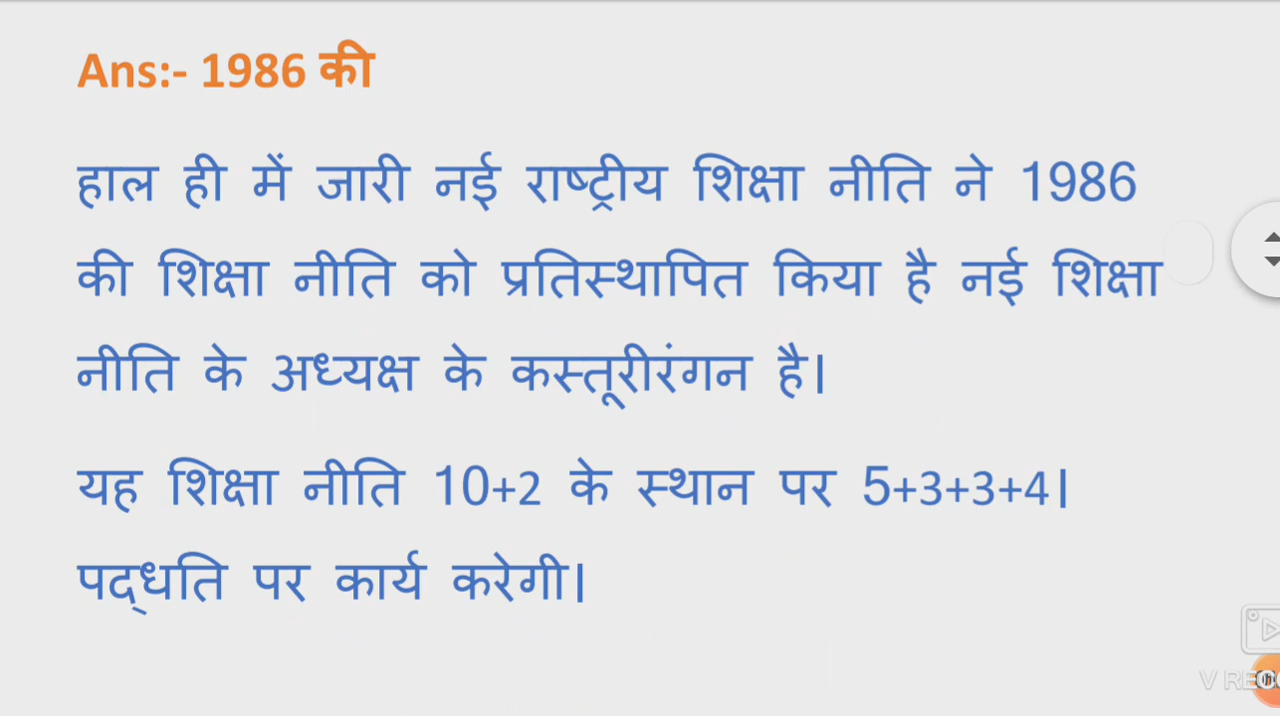 Ans:- 1986 की
हाल ही में जारी नई राष्ट्रीय शिक्षा नीति ने 1986
की शिक्षा नीति को प्रतिस्थापित किया है नई शिक्षा
नीति के अध्यक्ष के कस्तूरीरंगन है।
यह शिक्षा नीति 10+2 के स्थान पर 5+3+3+4।
पद्धति पर कार्य करेगी।